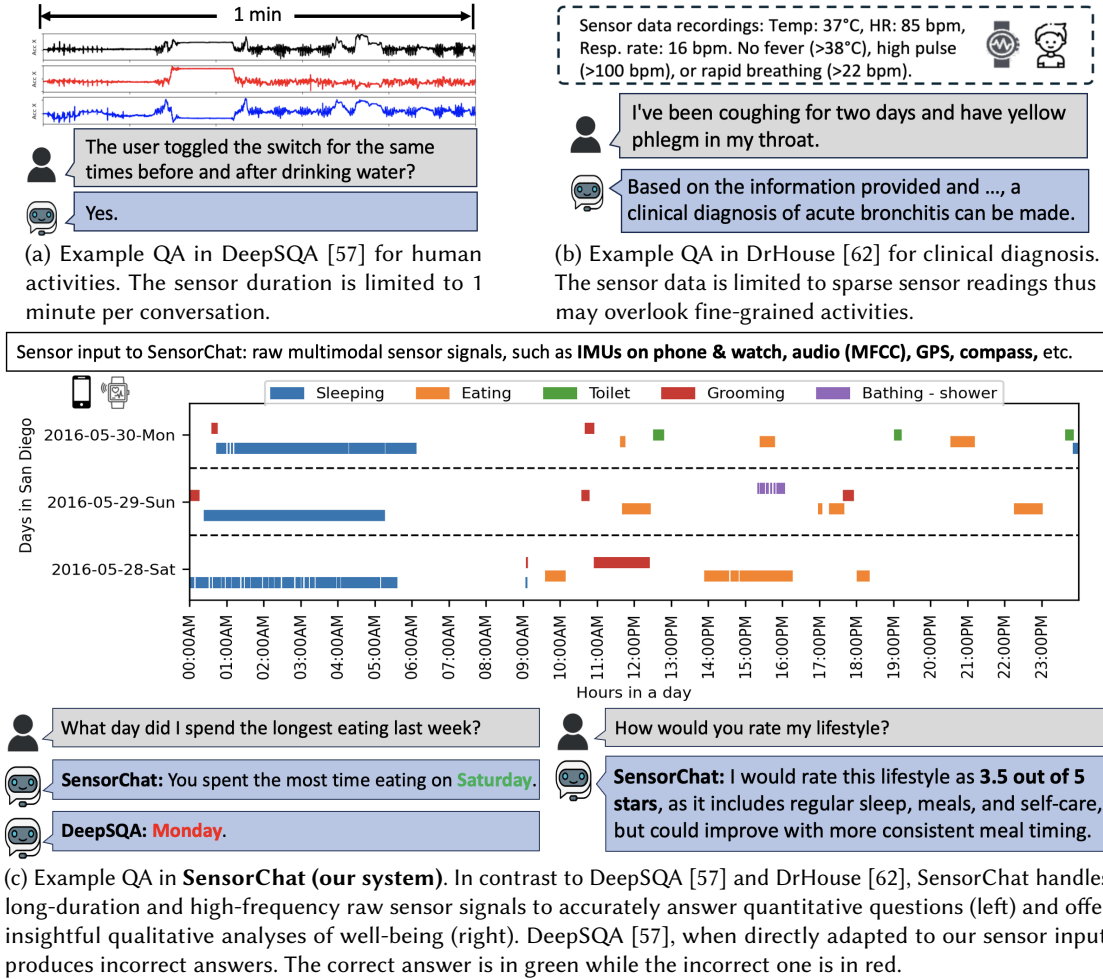 1 min
Acc X
Acc X
Acc X
The user toggled the switch for the same
times before and after drinking water?
Yes.
(a) Example QA in DeepSQA [57] for human
activities. The sensor duration is limited to 1
minute per conversation.
Sensor data recordings: Temp: 37°C, HR: 85 bpm,
Resp. rate: 16 bpm. No fever (>38°C), high pulse
(>100 bpm), or rapid breathing (>22 bpm).
I've been coughing for two days and have yellow
phlegm in my throat.
Based on the information provided and ..., a
clinical diagnosis of acute bronchitis can be made.
(b) Example QA in DrHouse [62] for clinical diagnosis.
The sensor data is limited to sparse sensor readings thus
may overlook fine-grained activities.
Sensor input to SensorChat: raw multimodal sensor signals, such as IMUs on phone & watch, audio (MFCC), GPS, compass, etc.
Sleeping Eating Toilet Grooming Bathing - shower
Days in San Diego
2016-05-30-Mon
2016-05-29-Sun
2016-05-28-Sat
00:00AM 01:00AM 02:00AM 03:00AM 04:00AM 05:00AM 06:00AM 07:00AM 08:00AM 09:00AM 10:00AM 11:00AM 12:00PM 13:00PM 14:00PM 15:00PM 16:00PM 17:00PM 18:00PM 19:00PM 20:00PM 21:00PM 22:00PM 23:00PM
Hours in a day
What day did I spend the longest eating last week?
SensorChat: You spent the most time eating on Saturday.
DeepSQA: Monday.
How would you rate my lifestyle?
SensorChat: I would rate this lifestyle as 3.5 out of 5
stars, as it includes regular sleep, meals, and self-care,
but could improve with more consistent meal timing.
(c) Example QA in SensorChat (our system). In contrast to DeepSQA [57] and DrHouse [62], SensorChat handles
long-duration and high-frequency raw sensor signals to accurately answer quantitative questions (left) and offe
insightful qualitative analyses of well-being (right). DeepSQA [57], when directly adapted to our sensor input
produces incorrect answers. The correct answer is in green while the incorrect one is in red.